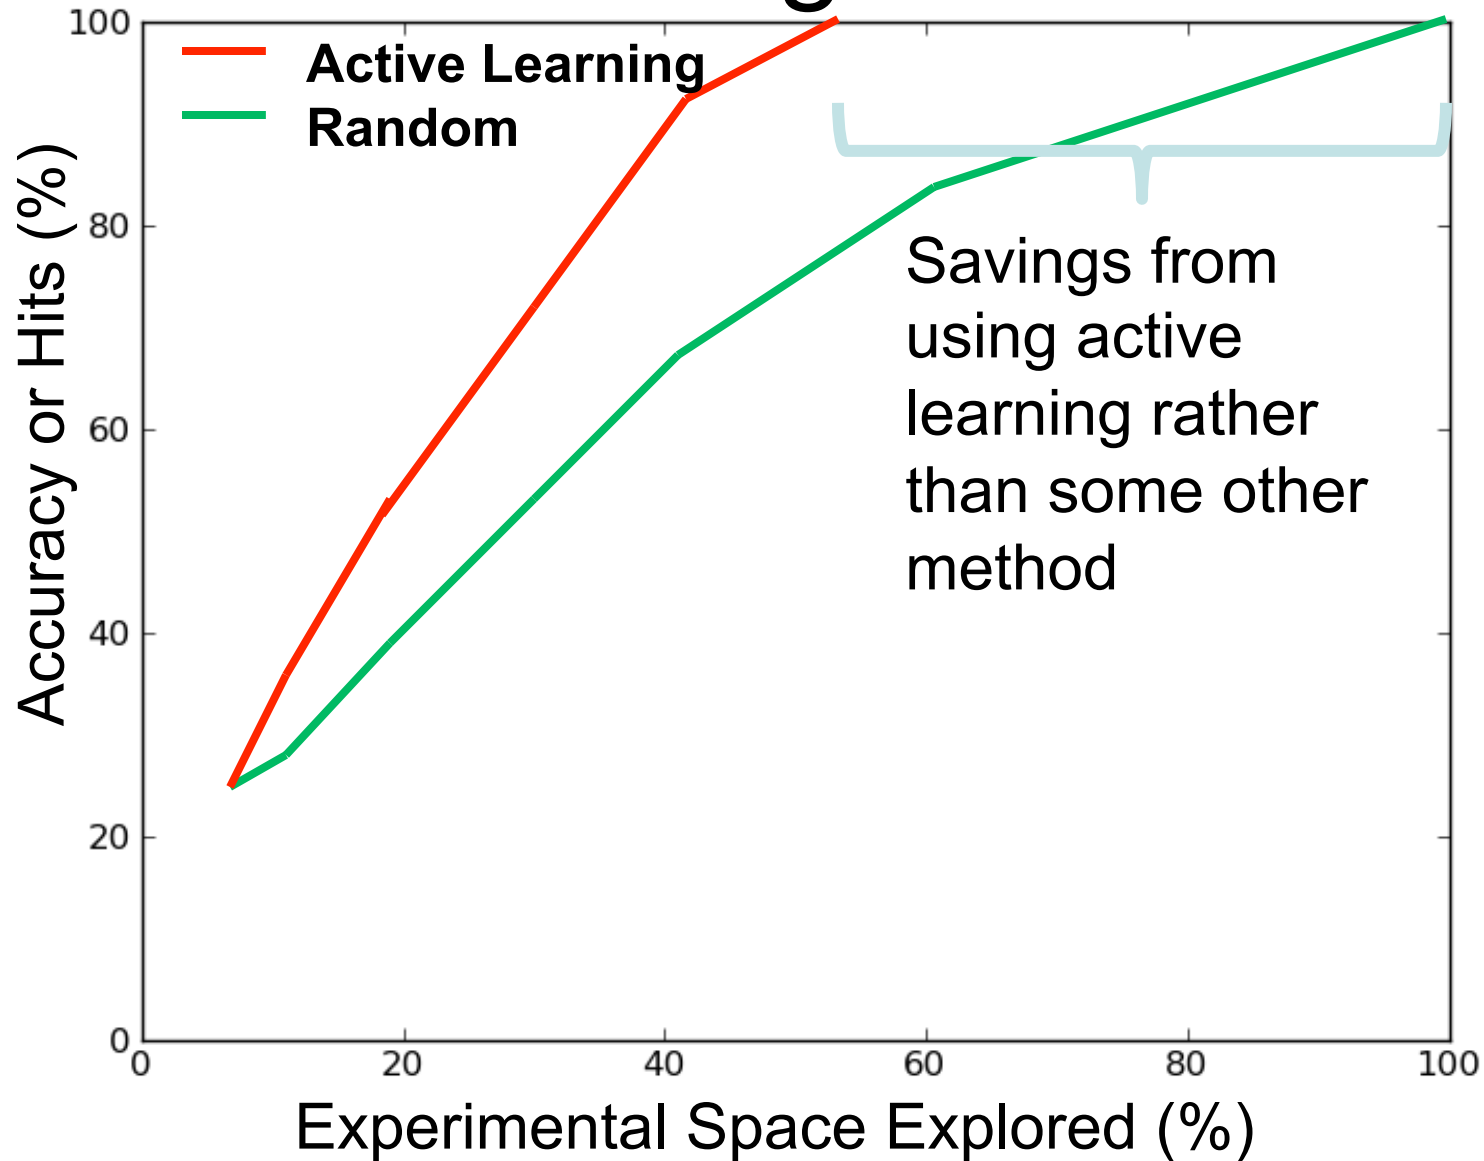 Active Learning
Random
Accuracy or Hits (%)
100
80
60
40
20
0
Savings from
using active
learning rather
than some other
method
0 20 40 60 80 100
Experimental Space Explored (%)